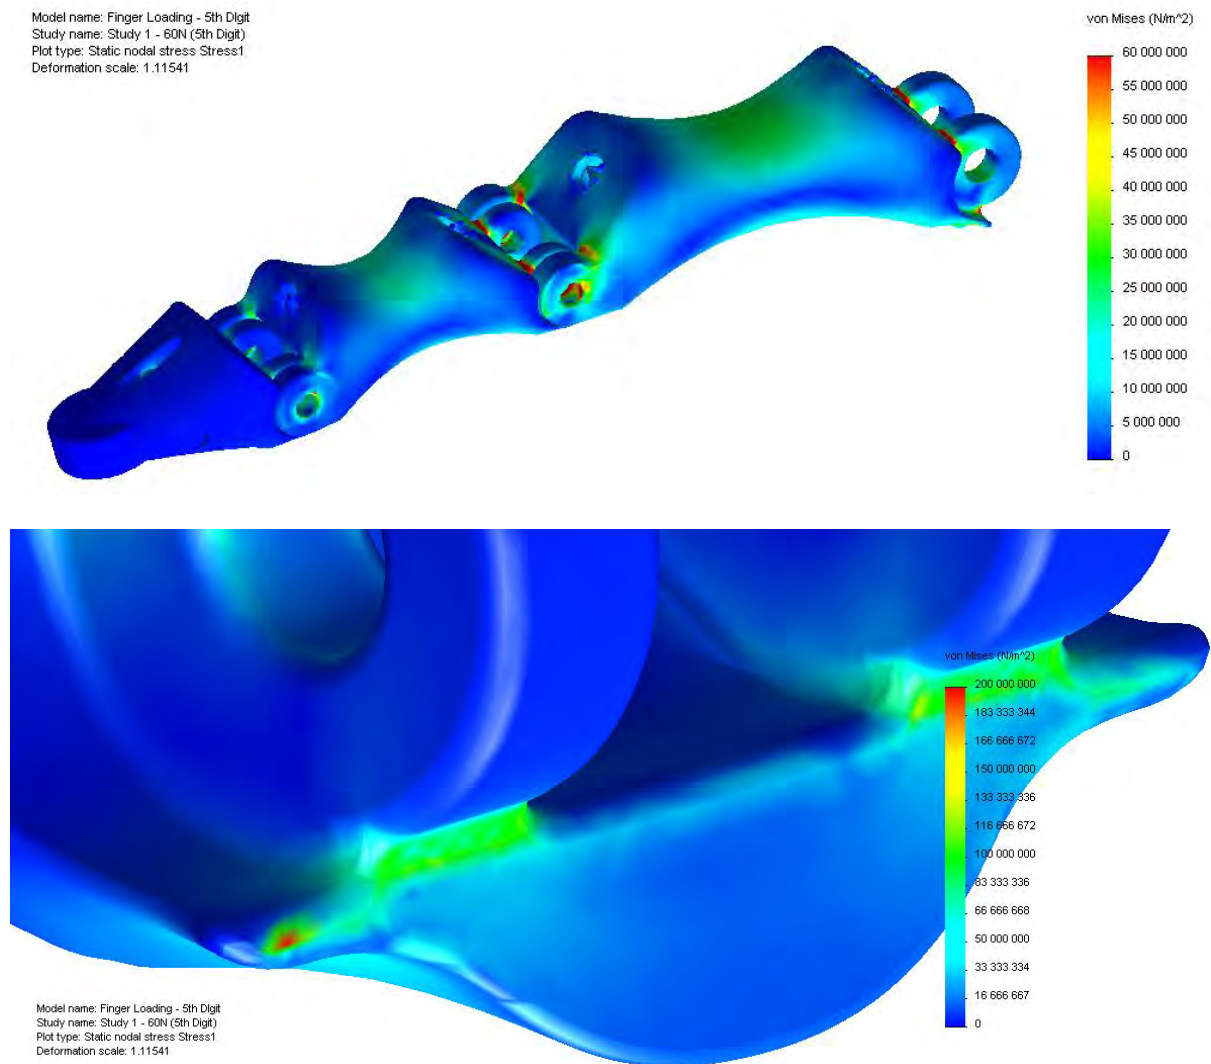 Model name: Finger Loading - 5th DIgit
Study name: Study 1 - 60N (5th Digit)
Plot type: Static nodal stress Stress1
Deformation scale: 1.11541
von Mises (N/m^2)
60 000 000
55 000 000
50 000 000
45 000 000
40 000 000
35 000 000
30 000 000
25 000 000
20 000 000
15 000 000
10 000 000
5 000 000
0
von Mises (N/m^2)
200 000 000
183 333 344
166 666 672
150 000 000
133 333 336
116 666 672
100 000 000
83 333 336
66 666 668
50 000 000
33 333 334
16 666 667
0
Model name: Finger Loading - 5th DIgit
Study name: Study 1 - 60N (5th Digit)
Plot type: Static nodal stress Stress1
Deformation scale: 1.11541